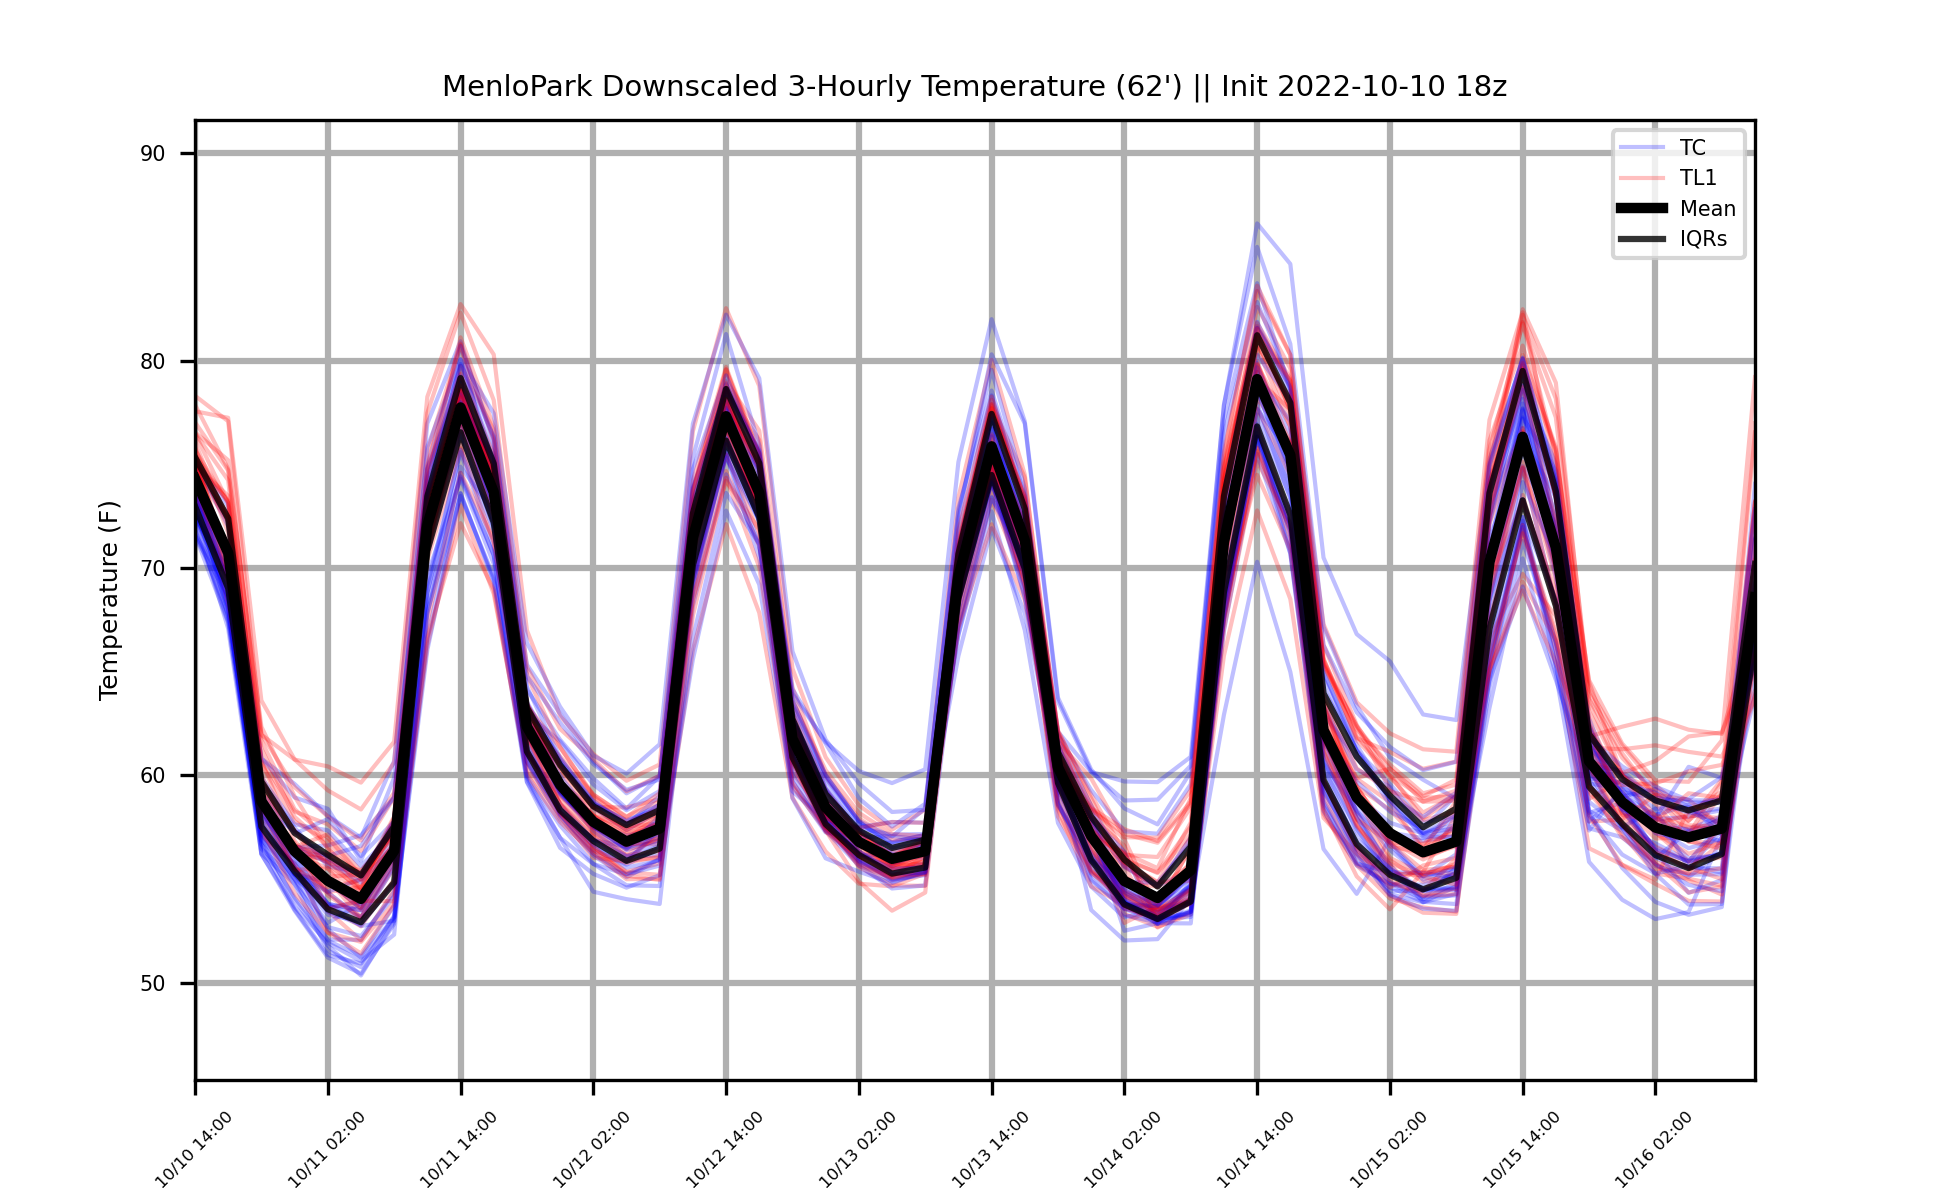 MenloPark Downscaled 3-Hourly Temperature (62') || Init 2022-10-10 18z
TC
TL1
Mean
IQRs
Temperature (F)
90
80
70
60
50
10/10 14:00
10/11 02:00
10/11 14:00
10/12 02:00
10/12 14:00
10/13 02:00
10/13 14:00
10/14 02:00
10/14 14:00
10/15 02:00
10/15 14:00
10/16 02:00